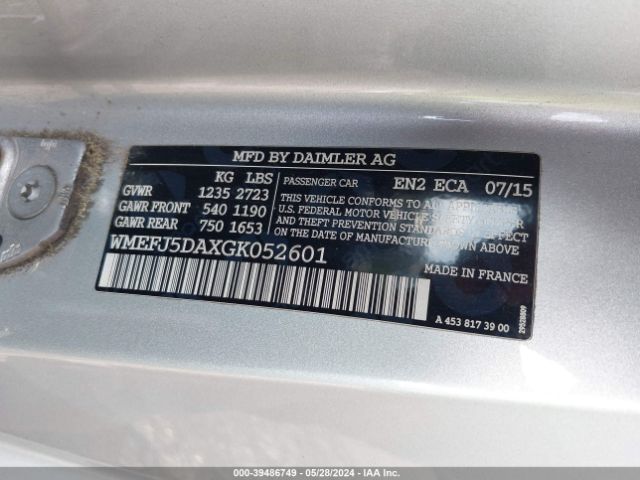 MFD BY DAIMLER AG
KG LBS
GVWR 1235 2723
GAWR FRONT 540 1190
GAWR REAR 750 1653
PASSENGER CAR EN2 ECA 07/15
THIS VEHICLE CONFORMS TO ALL APPLICABLE
U.S. FEDERAL MOTOR VEHICLE SAFETY, BUMPER
AND THEFT PREVENTION STANDARDS IN EFFECT
ON THE DATE OF MANUFACTURE SHOWN ABOVE
WMEFJ5DAXGK052601
MADE IN FRANCE
A 453 817 39 00
29528809
000-39486749 - 05/28/2024 - IAA Inc.